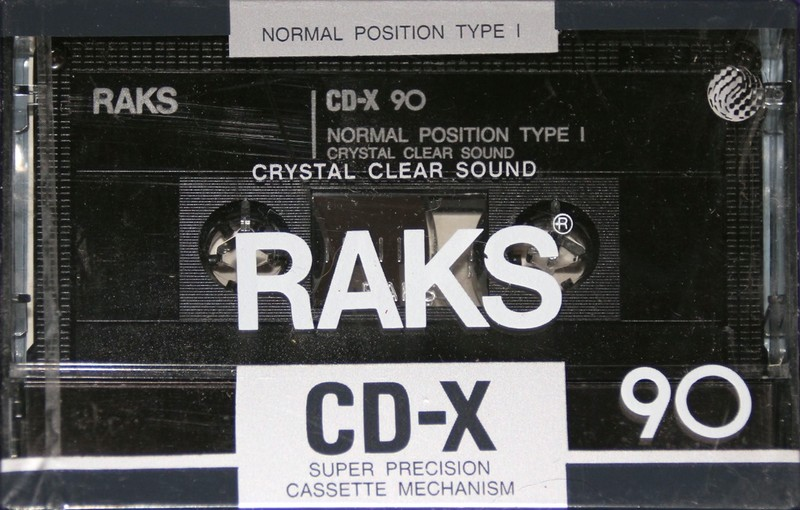 NORMAL POSITION TYPE I
RAKS
CD-X 90
NORMAL POSITION TYPE I
CRYSTAL CLEAR SOUND
CRYSTAL CLEAR SOUND
RAKS®
CD-X
90
SUPER PRECISION
CASSETTE MECHANISM